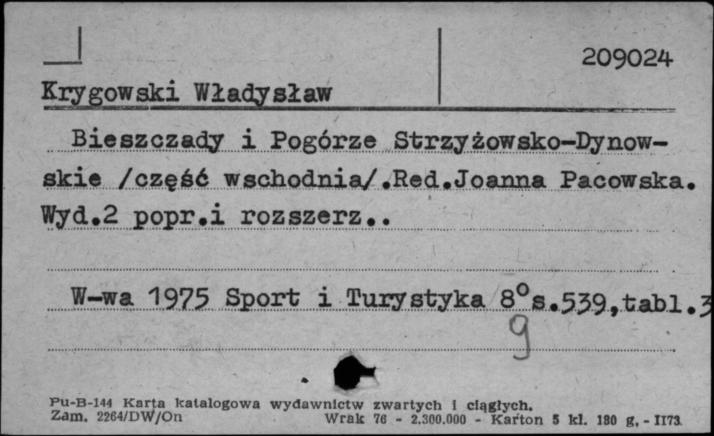 209024
Krygowski Władysław
Bieszczady i Pogórze Strzyżowsko-Dynow-
skie /część wschodnia/.Red.Joanna Pacowska.
Wyd.2 popr.i rozszerz..
W-wa 1975 Sport i Turystyka 8° s.539,tabl.3
g
Pu-B-144 Karta katalogowa wydawnictw zwartych i ciągłych.
Zam. 2264/DW/On Wrak 76 - 2.300.000 - Karton 5 kl. 180 g. - II73